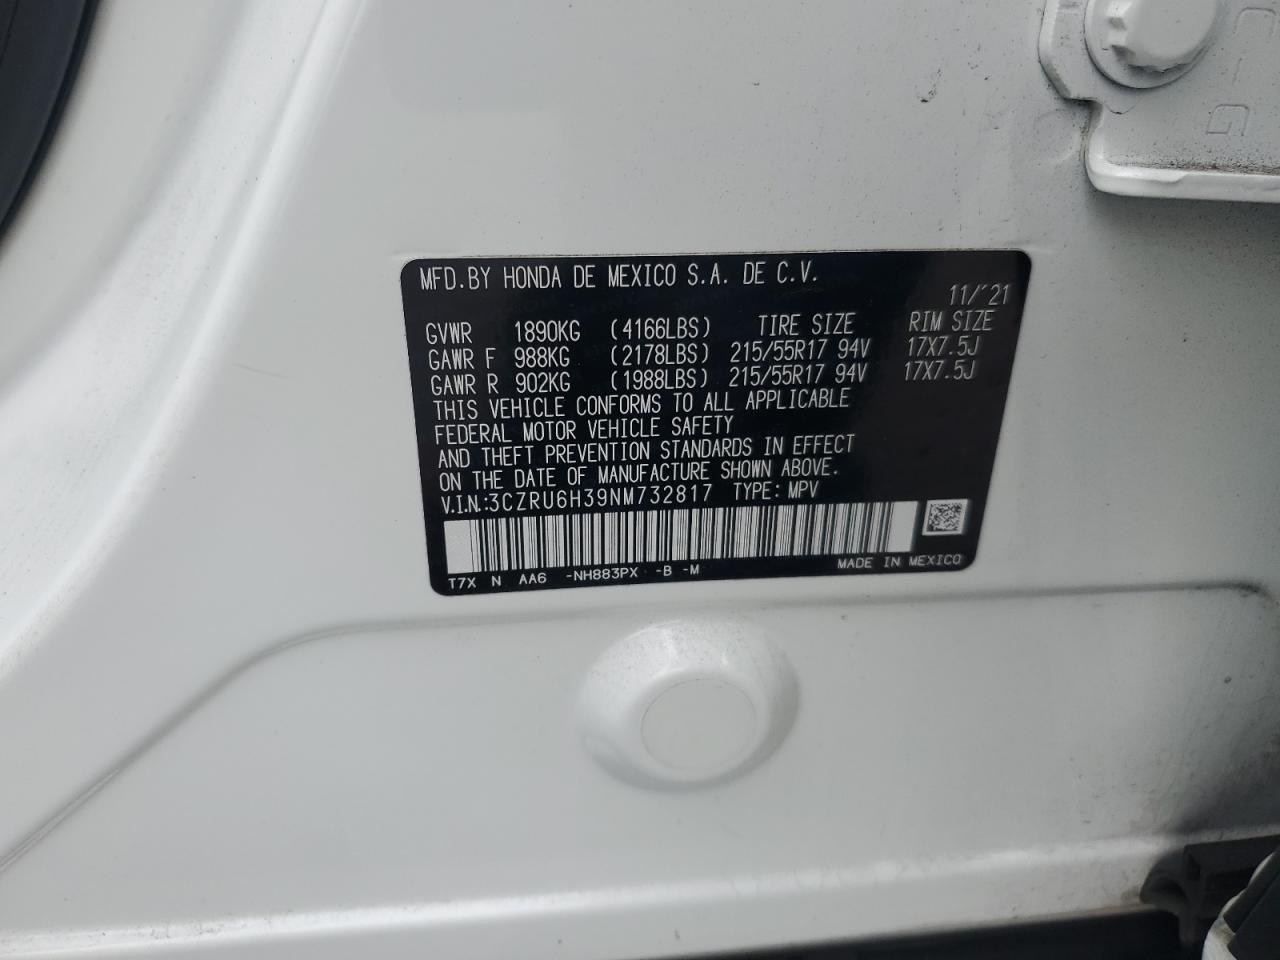 MFD.BY HONDA DE MEXICO S.A. DE C.V.
11/'21
GVWR 1890KG (4166LBS) TIRE SIZE RIM SIZE
GAWR F 988KG (2178LBS) 215/55R17 94V 17X7.5J
GAWR R 902KG (1988LBS) 215/55R17 94V 17X7.5J
THIS VEHICLE CONFORMS TO ALL APPLICABLE
FEDERAL MOTOR VEHICLE SAFETY
AND THEFT PREVENTION STANDARDS IN EFFECT
ON THE DATE OF MANUFACTURE SHOWN ABOVE.
V.I.N.:3CZRU6H39NM732817 TYPE: MPV
T7X N AA6 -NH883PX -B -M MADE IN MEXICO